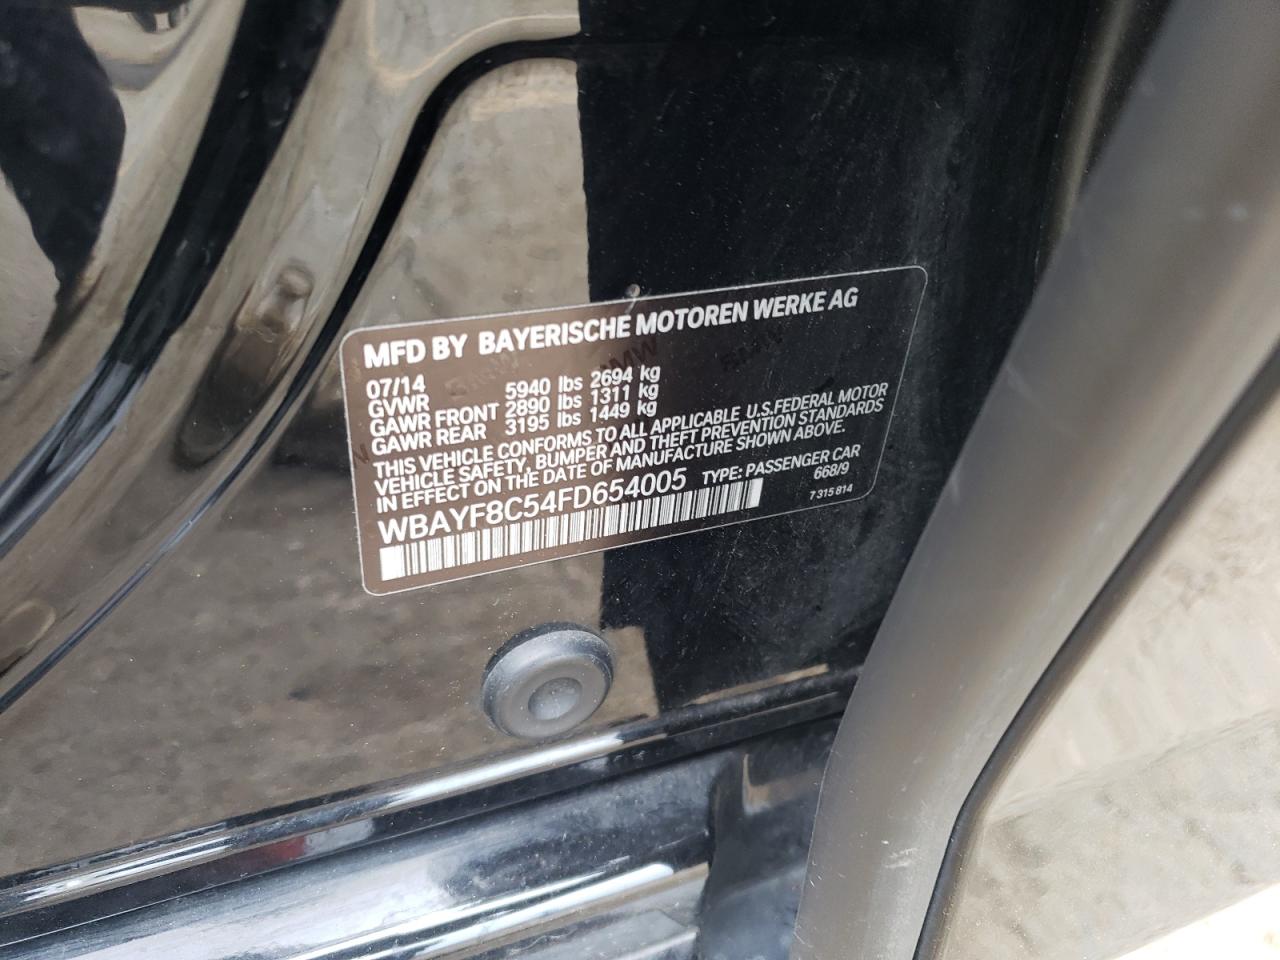 MFD BY BAYERISCHE MOTOREN WERKE AG
07/14
GVWR 5940 lbs 2694 kg
GAWR FRONT 2890 lbs 1311 kg
GAWR REAR 3195 lbs 1449 kg
THIS VEHICLE CONFORMS TO ALL APPLICABLE U.S.FEDERAL MOTOR
VEHICLE SAFETY, BUMPER AND THEFT PREVENTION STANDARDS
IN EFFECT ON THE DATE OF MANUFACTURE SHOWN ABOVE.
WBAYF8C54FD654005 TYPE: PASSENGER CAR
668/9
7 315 814